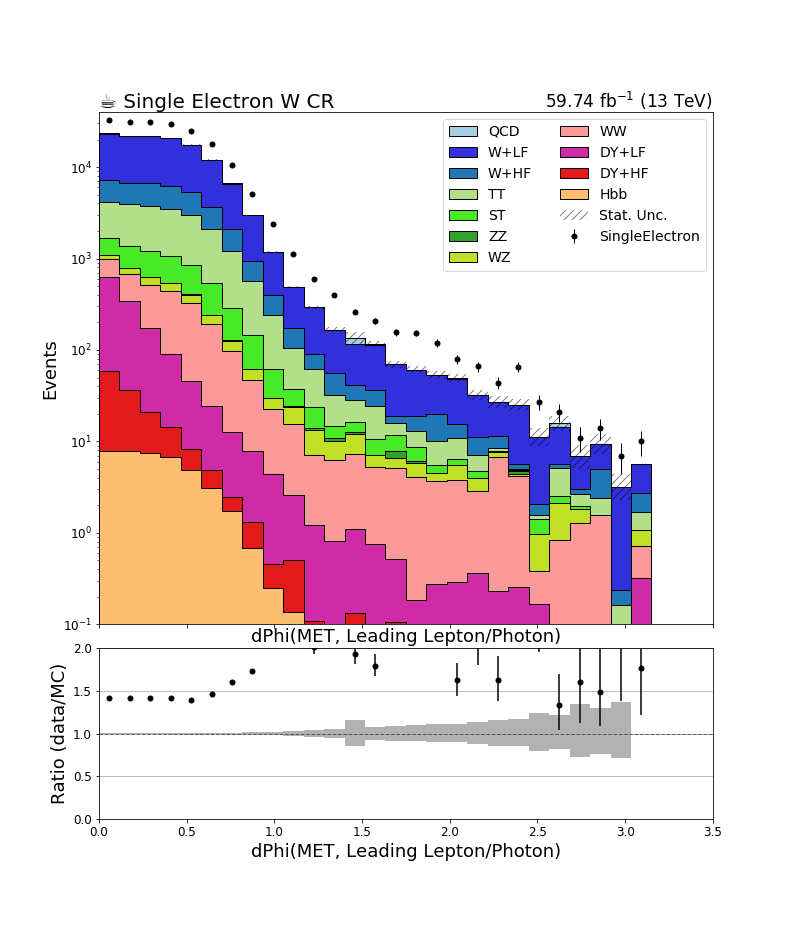 ☕ Single Electron W CR
59.74 fb⁻¹ (13 TeV)
QCD
W+LF
W+HF
TT
ST
ZZ
WZ
WW
DY+LF
DY+HF
Hbb
Stat. Unc.
SingleElectron
Events
10⁴
10³
10²
10¹
10⁰
10⁻¹
dPhi(MET, Leading Lepton/Photon)
Ratio (data/MC)
2.0
1.5
1.0
0.5
0.0
0.0 0.5 1.0 1.5 2.0 2.5 3.0 3.5
dPhi(MET, Leading Lepton/Photon)